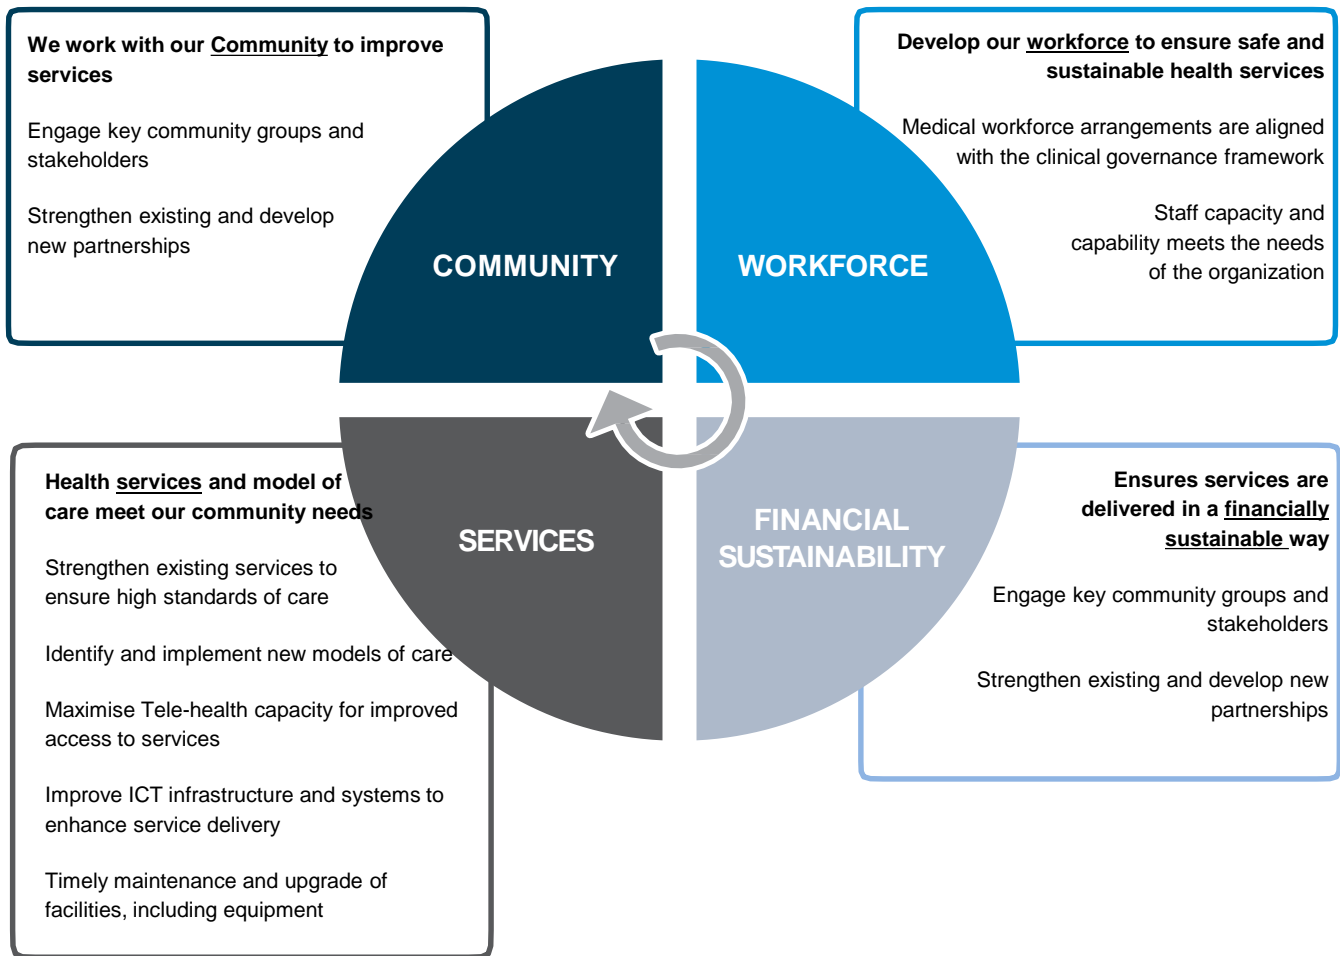 We work with our Community to improve
services
Engage key community groups and
stakeholders
Strengthen existing and develop
new partnerships
COMMUNITY
Develop our workforce to ensure safe and
sustainable health services
Medical workforce arrangements are aligned
with the clinical governance framework
Staff capacity and
capability meets the needs
of the organization
WORKFORCE
Health services and model of
care meet our community needs
Strengthen existing services to
ensure high standards of care
Identify and implement new models of care
Maximise Tele-health capacity for improved
access to services
Improve ICT infrastructure and systems to
enhance service delivery
Timely maintenance and upgrade of
facilities, including equipment
SERVICES
FINANCIAL
SUSTAINABILITY
Ensures services are
delivered in a financially
sustainable way
Engage key community groups and
stakeholders
Strengthen existing and develop new
partnerships